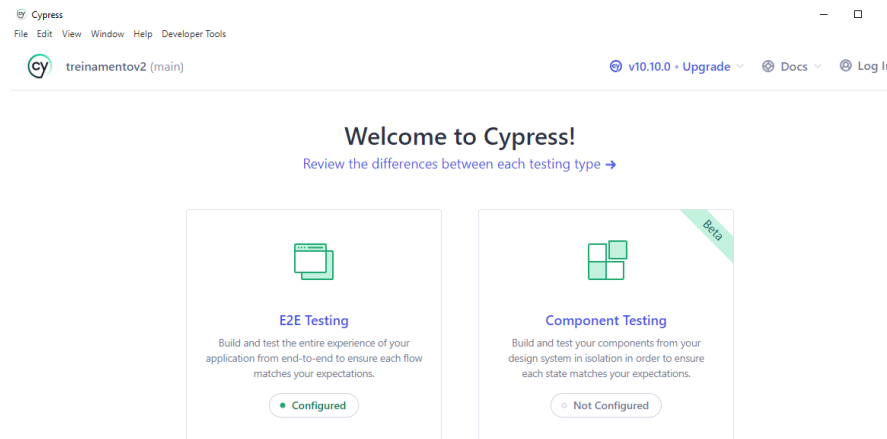 Cypress
File Edit View Window Help Developer Tools
cy treinamentov2 (main)
cy v10.10.0 • Upgrade
Docs
Log In
Welcome to Cypress!
Review the differences between each testing type →
Beta
E2E Testing
Build and test the entire experience of your
application from end-to-end to ensure each flow
matches your expectations.
Configured
Component Testing
Build and test your components from your
design system in isolation in order to ensure
each state matches your expectations.
Not Configured